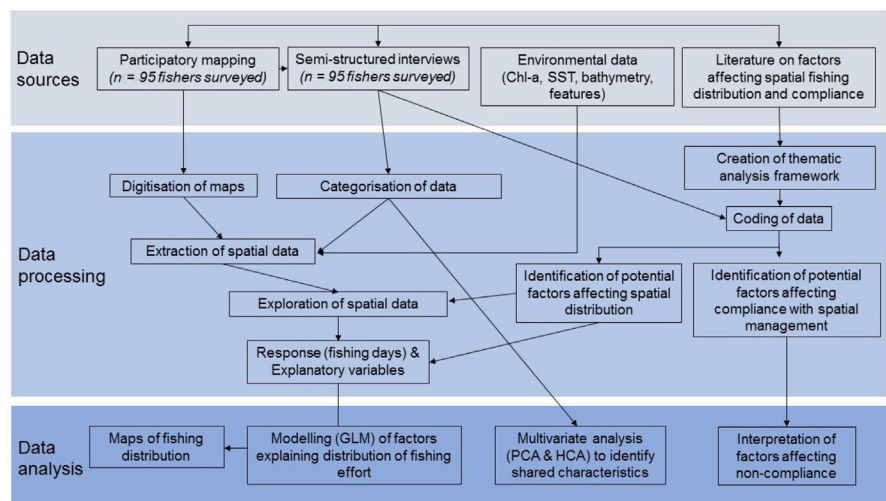 Data
sources
Participatory mapping
(n = 95 fishers surveyed)
Semi-structured interviews
(n = 95 fishers surveyed)
Environmental data
(Chl-a, SST, bathymetry,
features)
Literature on factors
affecting spatial fishing
distribution and compliance
Data
processing
Digitisation of maps
Categorisation of data
Creation of thematic
analysis framework
Coding of data
Extraction of spatial data
Identification of potential
factors affecting spatial
distribution
Identification of potential
factors affecting
compliance with spatial
management
Exploration of spatial data
Response (fishing days) &
Explanatory variables
Data
analysis
Maps of fishing
distribution
Modelling (GLM) of factors
explaining distribution of fishing
effort
Multivariate analysis
(PCA & HCA) to identify
shared characteristics
Interpretation of
factors affecting
non-compliance